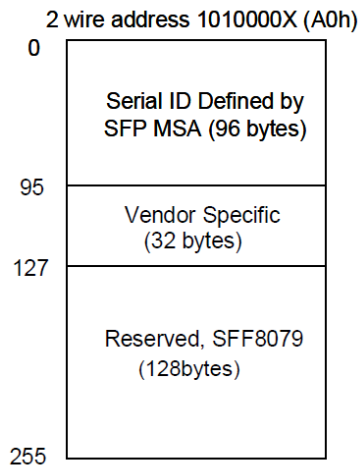 2 wire address 1010000X (A0h)
0
Serial ID Defined by
SFP MSA (96 bytes)
95
Vendor Specific
(32 bytes)
127
Reserved, SFF8079
(128bytes)
255